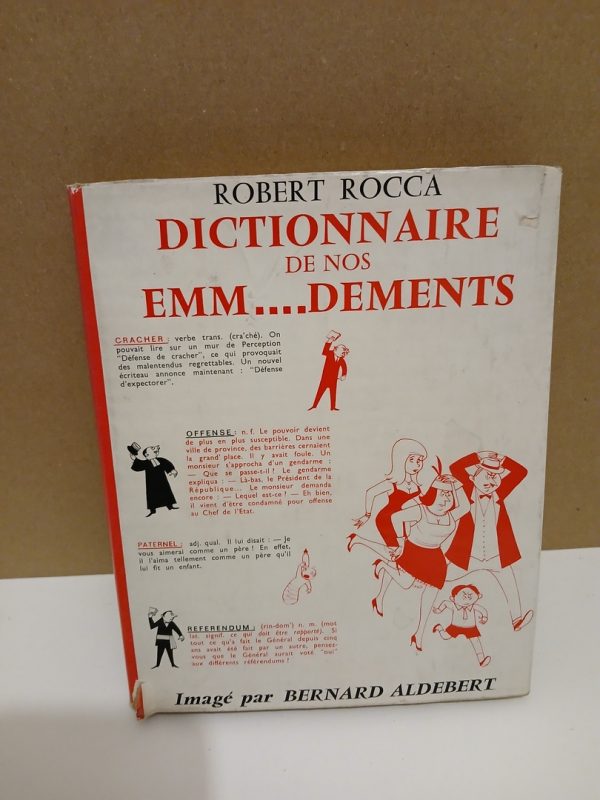 ROBERT ROCCA
DICTIONNAIRE
DE NOS
EMM....DEMENTS
CRACHER : verbe trans. (cra'ché). On
pouvait lire sur un mur de Perception
"Défense de cracher", ce qui provoquait
des malentendus regrettables. Un nouvel
écriteau annonce maintenant : "Défense
d'expectorer".
OFFENSE : n. f. Le pouvoir devient
de plus en plus susceptible. Dans une
ville de province, des barrières cernaient
la grand' place. Il y avait foule. Un
monsieur s'approcha d'un gendarme :
— Que se passe-t-il ? Le gendarme
expliqua : — Là-bas, le Président de la
République... Le monsieur demanda
encore : — Lequel est-ce ? — Eh bien,
il vient d'être condamné pour offense
au Chef de l'État.
PATERNEL : adj. qual. Il lui disait : — Je
vous aimerai comme un père ! En effet,
il l'aima tellement comme un père qu'il
lui fit un enfant.
REFERENDUM : (rin-dom') n. m. (mot
lat. signif. ce qui doit être rapporté). Si
tout ce qu'a fait le Général depuis cinq
ans avait été fait par un autre, pensez-
vous que le Général aurait voté "oui"
aux différents référendums ?
Imagé par BERNARD ALDEBERT